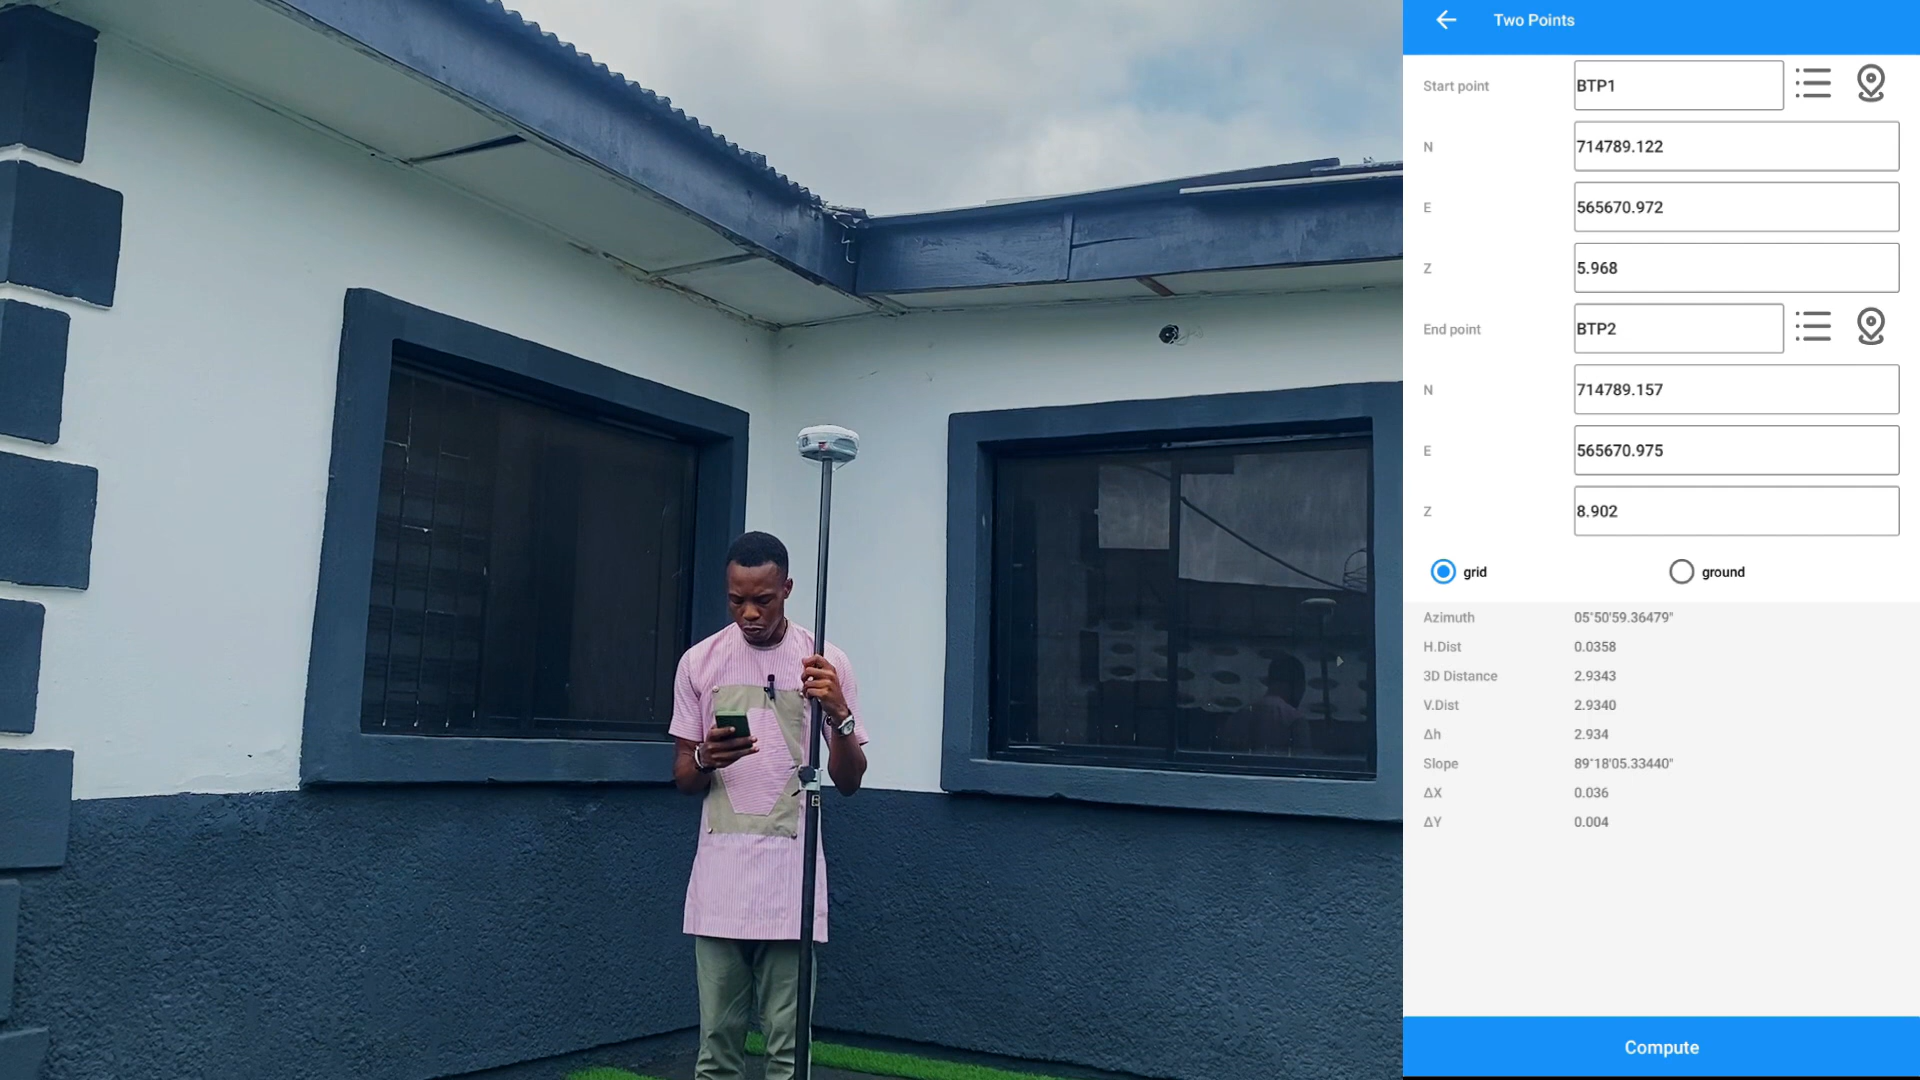 Two Points
Start point BTP1
N 714789.122
E 565670.972
Z 5.968
End point BTP2
N 714789.157
E 565670.975
Z 8.902
grid ground
Azimuth 05°50'59.36479"
H.Dist 0.0358
3D Distance 2.9343
V.Dist 2.9340
Δh 2.934
Slope 89°18'05.33440"
ΔX 0.036
ΔY 0.004
Compute